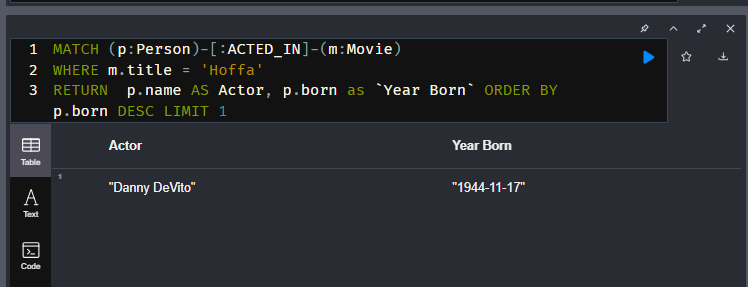 1 MATCH (p:Person)-[:ACTED_IN]-(m:Movie)
2 WHERE m.title = 'Hoffa'
3 RETURN  p.name AS Actor, p.born as `Year Born` ORDER BY
p.born DESC LIMIT 1
Table
Text
Code
Actor Year Born
1 "Danny DeVito" "1944-11-17"